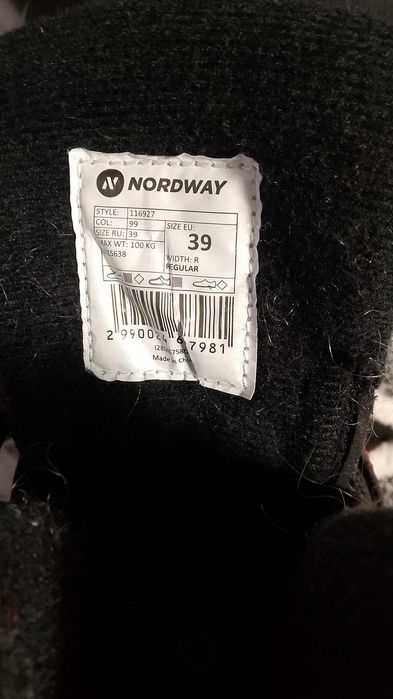 NORDWAY
STYLE: 116927
COL: 99
SIZE RU: 39
SIZE EU:
39
MAX WT: 100 KG
WIDTH: R
REGULAR
7981
Made in